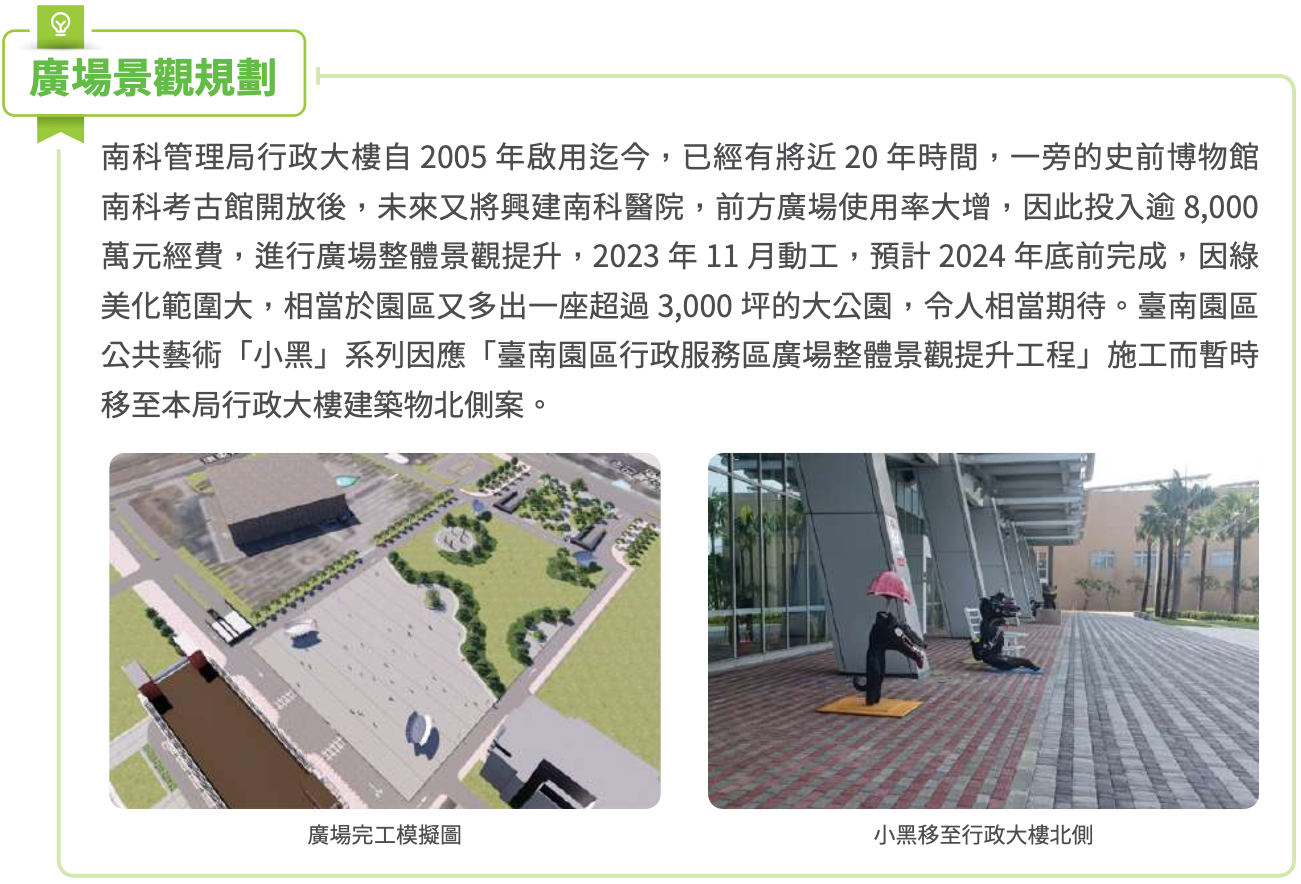 廣場景觀規劃
南科管理局行政大樓自 2005 年啟用迄今，已經有將近 20 年時間，一旁的史前博物館
南科考古館開放後，未來又將興建南科醫院，前方廣場使用率大增，因此投入逾 8,000
萬元經費，進行廣場整體景觀提升，2023 年 11 月動工，預計 2024 年底前完成，因綠
美化範圍大，相當於園區又多出一座超過 3,000 坪的大公園，令人相當期待。臺南園區
公共藝術「小黑」系列因應「臺南園區行政服務區廣場整體景觀提升工程」施工而暫時
移至本局行政大樓建築物北側案。
廣場完工模擬圖
小黑移至行政大樓北側